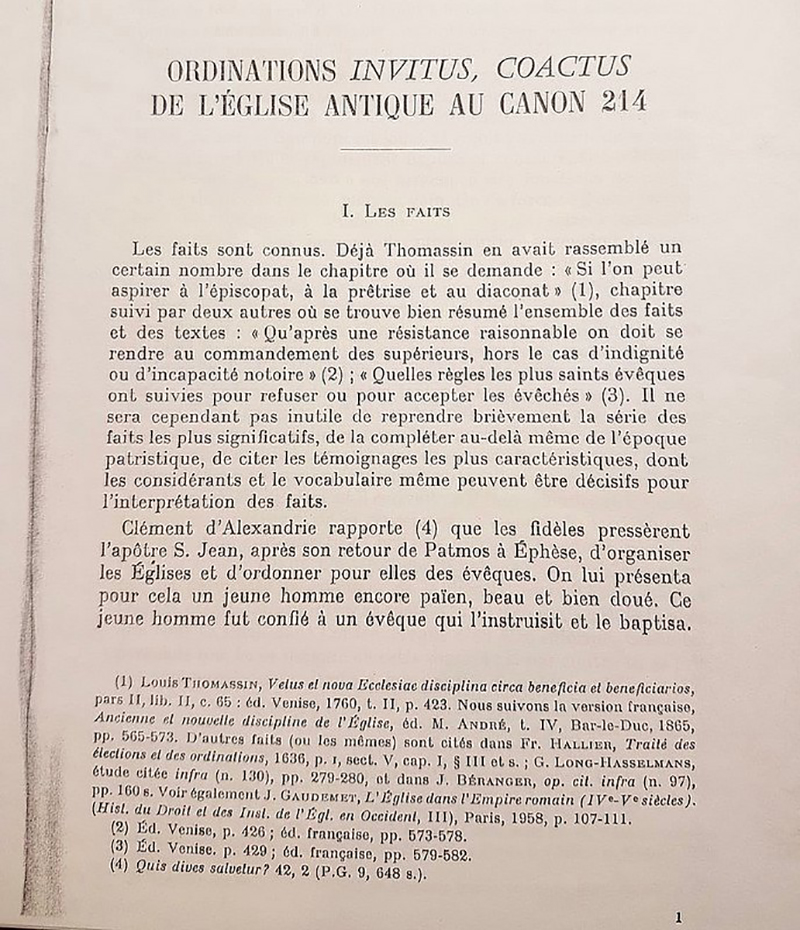 ORDINATIONS INVITUS, COACTUS
DE L'ÉGLISE ANTIQUE AU CANON 214
I. LES FAITS
Les faits sont connus. Déjà Thomassin en avait rassemblé un
certain nombre dans le chapitre où il se demande : « Si l'on peut
aspirer à l'épiscopat, à la prêtrise et au diaconat » (1), chapitre
suivi par deux autres où se trouve bien résumé l'ensemble des faits
et des textes : « Qu'après une résistance raisonnable on doit se
rendre au commandement des supérieurs, hors le cas d'indignité
ou d'incapacité notoire » (2) ; « Quelles règles les plus saints évêques
ont suivies pour refuser ou pour accepter les évêchés » (3). Il ne
sera cependant pas inutile de reprendre brièvement la série des
faits les plus significatifs, de la compléter au-delà même de l'époque
patristique, de citer les témoignages les plus caractéristiques, dont
les considérants et le vocabulaire même peuvent être décisifs pour
l'interprétation des faits.
Clément d'Alexandrie rapporte (4) que les fidèles pressèrent
l'apôtre S. Jean, après son retour de Patmos à Éphèse, d'organiser
les Églises et d'ordonner pour elles des évêques. On lui présenta
pour cela un jeune homme encore païen, beau et bien doué. Ce
jeune homme fut confié à un évêque qui l'instruisit et le baptisa.
(1) Louis THOMASSIN, Vetus et nova Ecclesiae disciplina circa beneficia et beneficiarios,
pars II, lib. II, c. 65 : éd. Venise, 1760, t. II, p. 423. Nous suivons la version française,
Ancienne et nouvelle discipline de l'Église, éd. M. ANDRÉ, t. IV, Bar-le-Duc, 1865,
pp. 565-573. D'autres faits (ou les mêmes) sont cités dans Fr. HALLIER, Traité des
élections et des ordinations, 1636, p. I, sect. V, cap. I, § III et s. ; G. LONG-HASSELMANS,
étude citée infra (n. 130), pp. 279-280, et dans J. BÉRANGER, op. cit. infra (n. 97),
pp. 160 s. Voir également J. GAUDEMET, L'Église dans l'Empire romain (IVe-Ve siècles).
(Hist. du Droit et des Inst. de l'Égl. en Occident, III), Paris, 1958, p. 107-111.
(2) Éd. Venise, p. 426 ; éd. française, pp. 573-578.
(3) Éd. Venise. p. 429 ; éd. française, pp. 579-582.
(4) Quis dives salvetur? 42, 2 (P.G. 9, 648 s.).
1